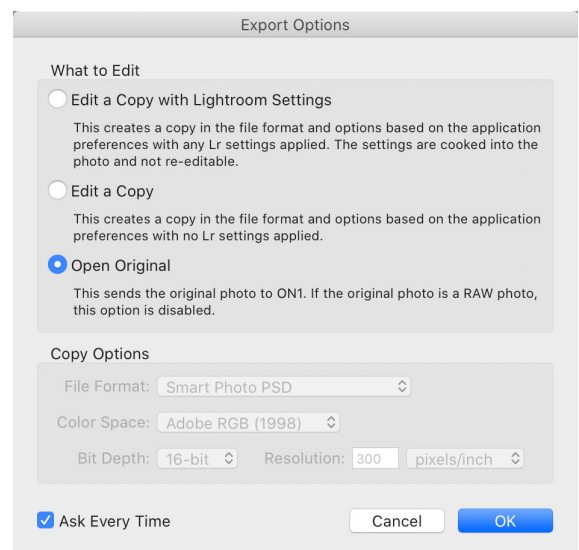 Export Options
What to Edit
Edit a Copy with Lightroom Settings
This creates a copy in the file format and options based on the application
preferences with any Lr settings applied. The settings are cooked into the
photo and not re-editable.
Edit a Copy
This creates a copy in the file format and options based on the application
preferences with no Lr settings applied.
Open Original
This sends the original photo to ON1. If the original photo is a RAW photo,
this option is disabled.
Copy Options
File Format: Smart Photo PSD
Color Space: Adobe RGB (1998)
Bit Depth: 16-bit Resolution: 300 pixels/inch
Ask Every Time Cancel OK